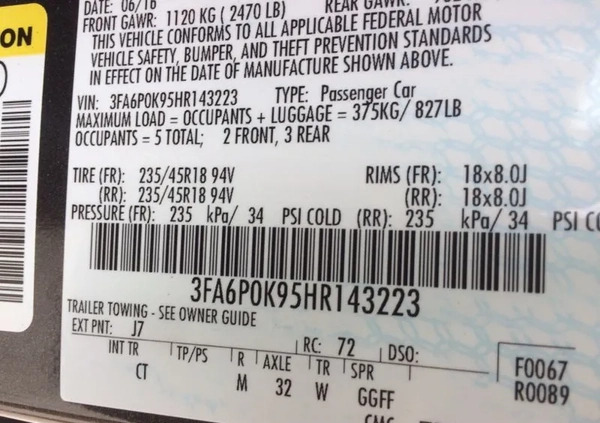 DATE: 06/16
FRONT GAWR: 1120 KG ( 2470 LB) REAR GAWR:
THIS VEHICLE CONFORMS TO ALL APPLICABLE FEDERAL MOTOR
VEHICLE SAFETY, BUMPER, AND THEFT PREVENTION STANDARDS
IN EFFECT ON THE DATE OF MANUFACTURE SHOWN ABOVE.
ON
VIN: 3FA6P0K95HR143223 TYPE: Passenger Car
MAXIMUM LOAD = OCCUPANTS + LUGGAGE = 375KG/ 827LB
OCCUPANTS = 5 TOTAL; 2 FRONT, 3 REAR
TIRE (FR): 235/45R18 94V RIMS (FR): 18x8.0J
(RR): 235/45R18 94V (RR): 18x8.0J
PRESSURE (FR): 235 kPa/ 34 PSI COLD (RR): 235 kPa/ 34 PSI
3FA6P0K95HR143223
TRAILER TOWING - SEE OWNER GUIDE
EXT PNT: J7 RC: 72 DSO: F0067
INT TR TP/PS R AXLE TR SPR R0089
CT M 32 W GGFF